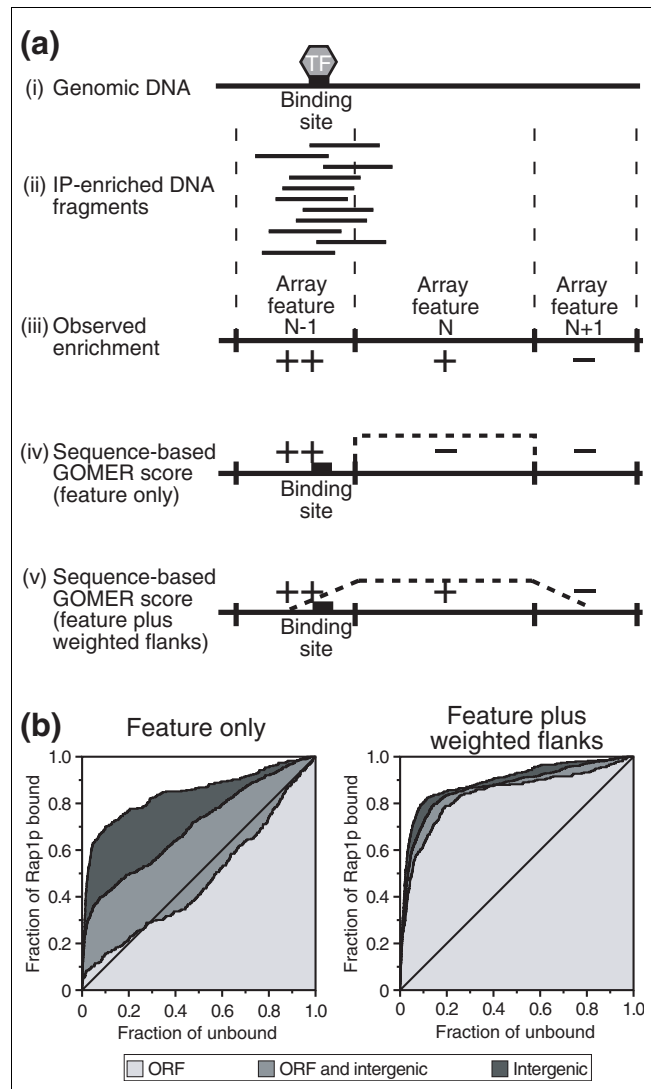 (a)
TF
(i) Genomic DNA
Binding
site
(ii) IP-enriched DNA
fragments
Array
feature
N-1
Array
feature
N
Array
feature
N+1
(iii) Observed
enrichment
++
+
−
(iv) Sequence-based
GOMER score
(feature only)
++
−
−
Binding
site
(v) Sequence-based
GOMER score
(feature plus
weighted flanks)
++
+
−
Binding
site
(b)
Feature only
Fraction of Rap1p bound
1.0
0.8
0.6
0.4
0.2
0
0
0.2
0.4
0.6
0.8
1.0
Fraction of unbound
Feature plus
weighted flanks
Fraction of Rap1p bound
1.0
0.8
0.6
0.4
0.2
0
0
0.2
0.4
0.6
0.8
1.0
Fraction of unbound
ORF
ORF and intergenic
Intergenic